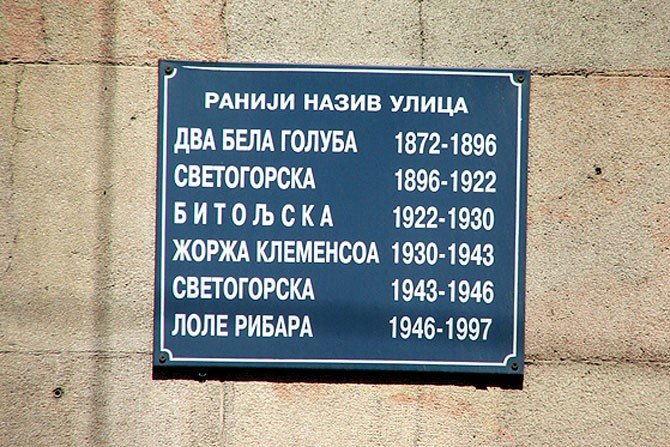 РАНИЈИ НАЗИВ УЛИЦА
ДВА БЕЛА ГОЛУБА 1872-1896
СВЕТОГОРСКА 1896-1922
БИТОЉСКА 1922-1930
ЖОРЖА КЛЕМЕНСОА 1930-1943
СВЕТОГОРСКА 1943-1946
ЛОЛЕ РИБАРА 1946-1997